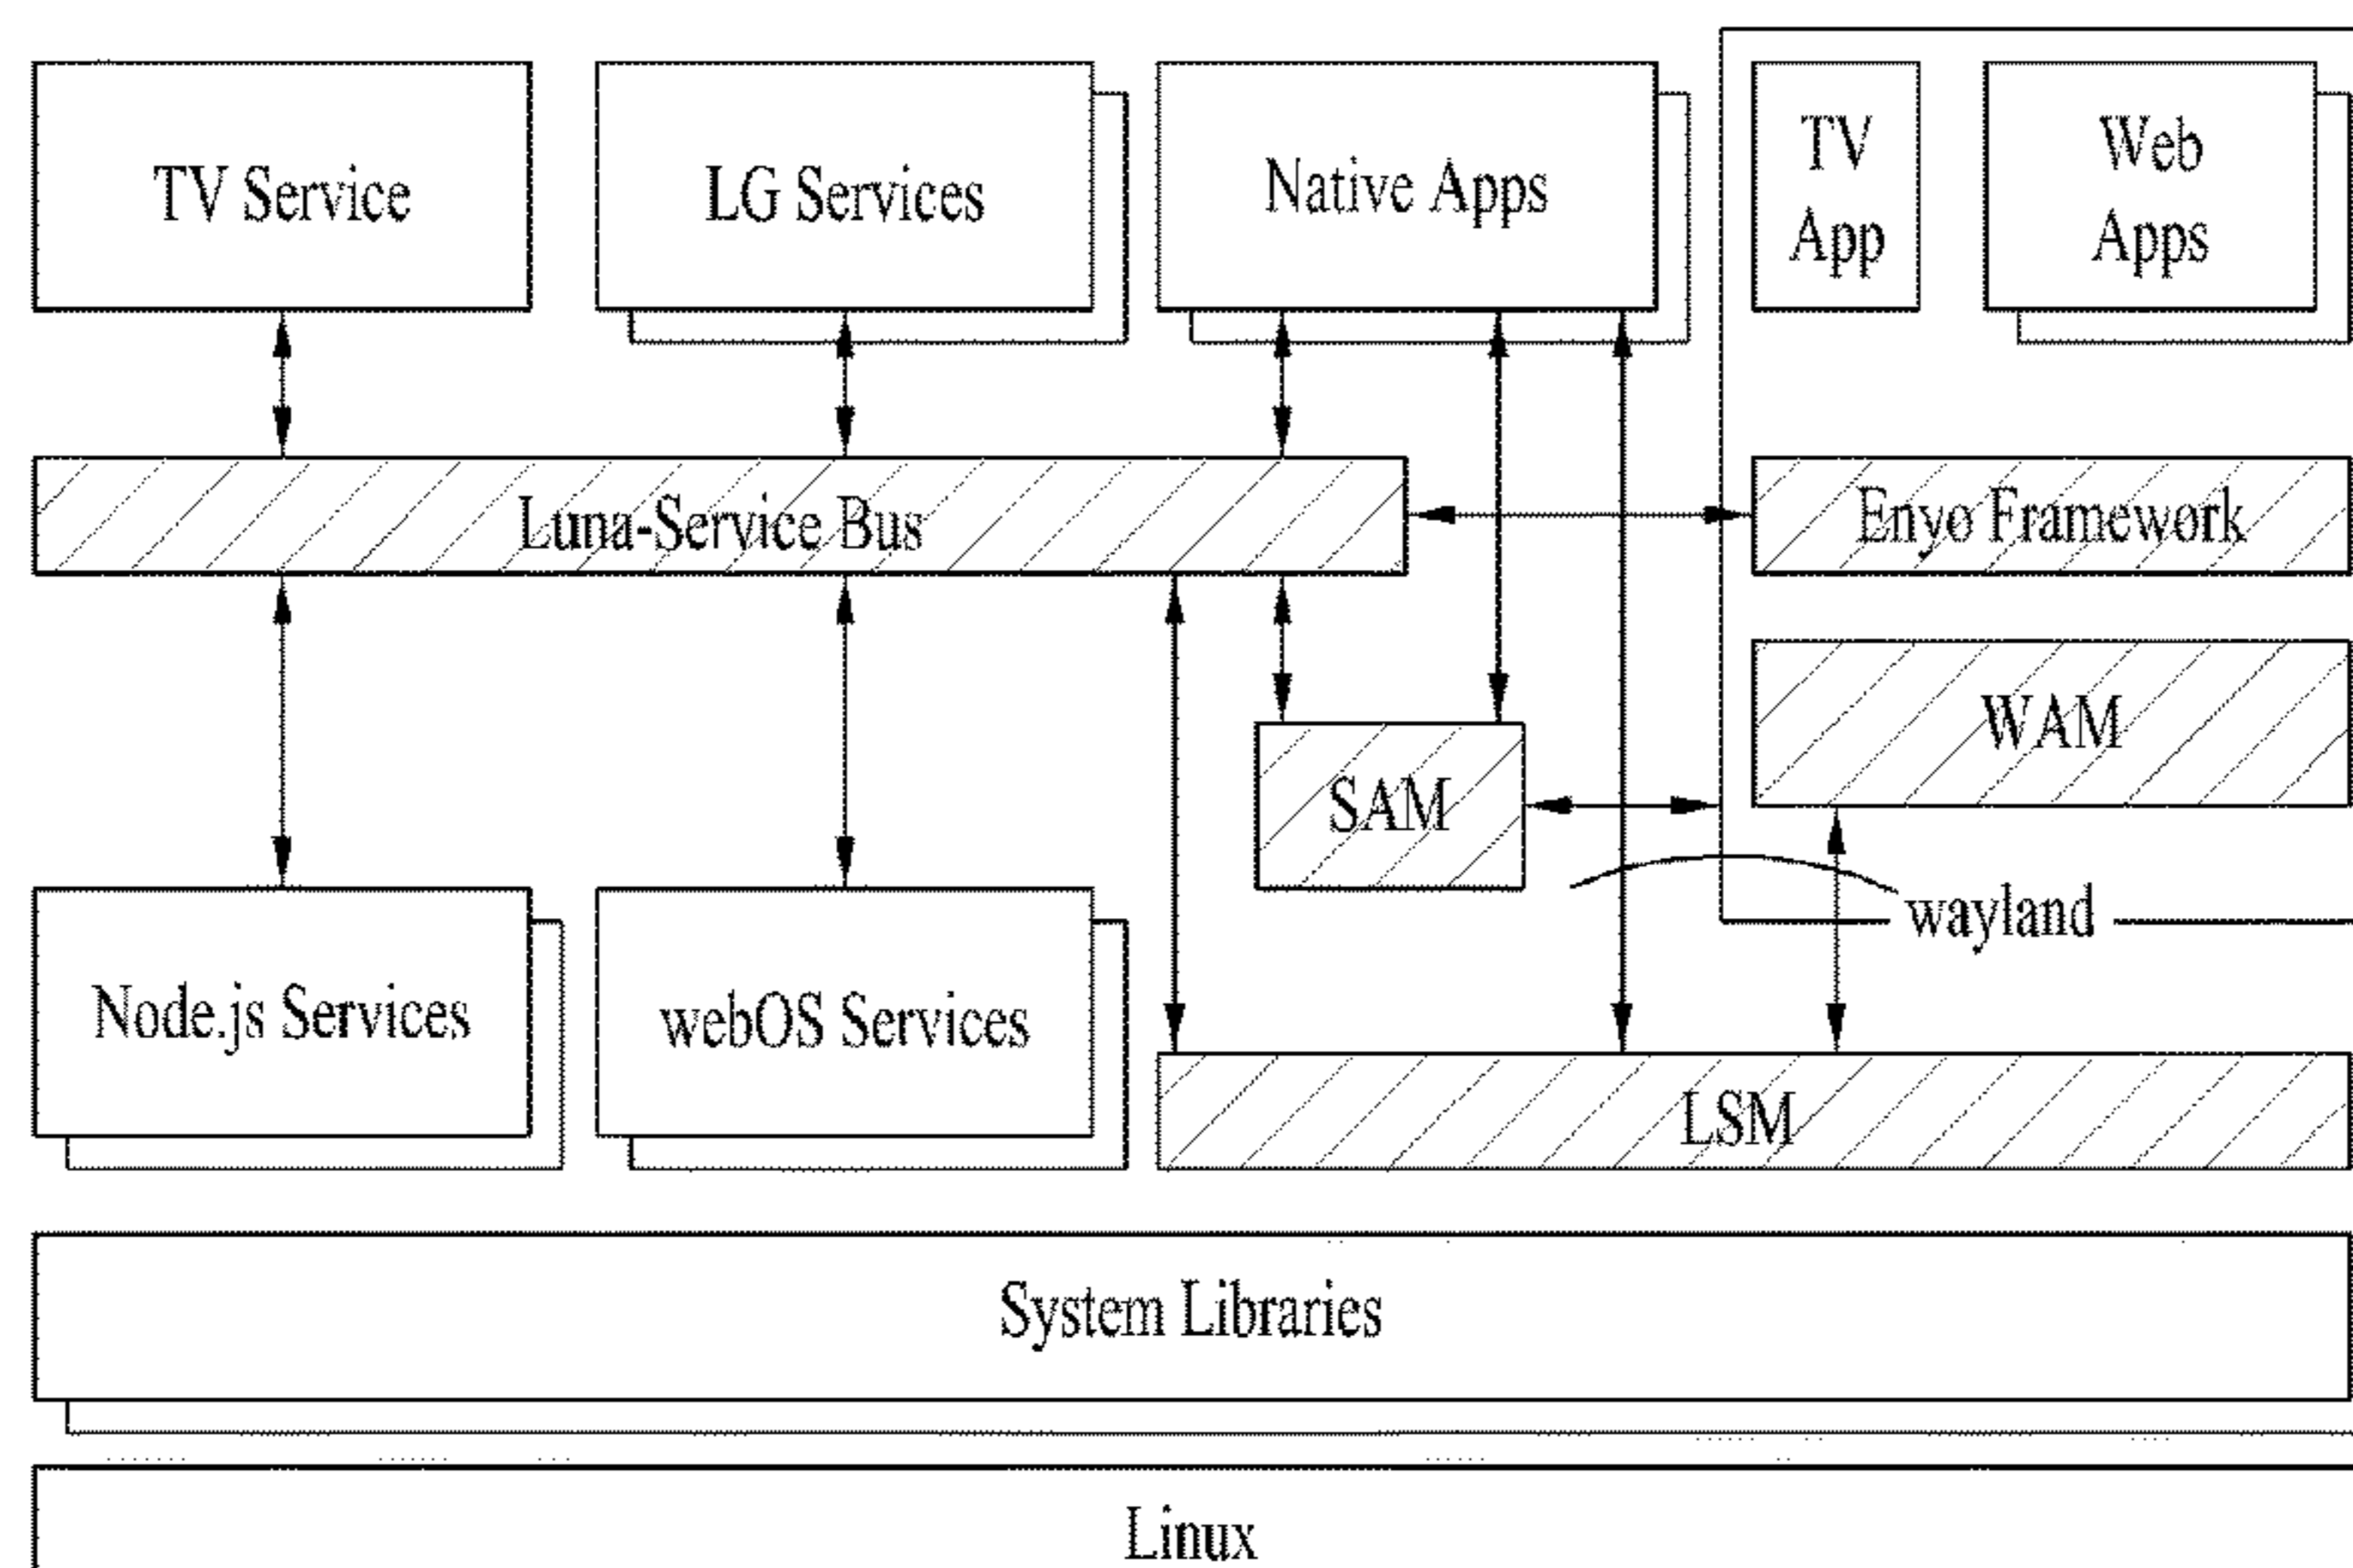 TV Service
LG Services
Native Apps
TV
App
Web
Apps
Luna-Service Bus
Enyo Framework
WAM
SAM
wayland
Node.js Services
webOS Services
LSM
System Libraries
Linux